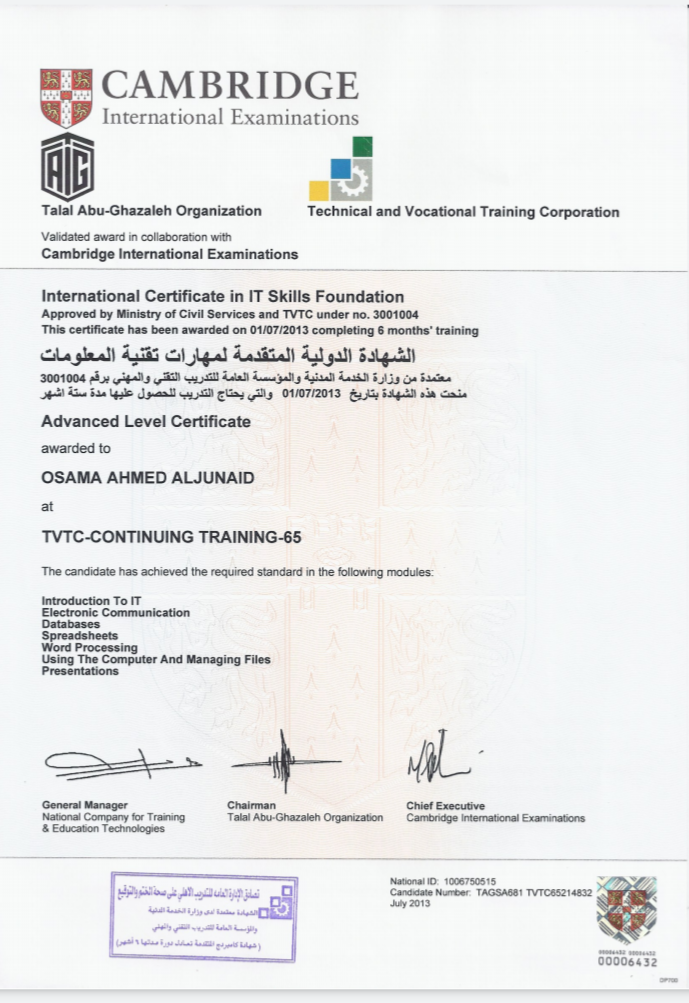 CAMBRIDGE
International Examinations
Talal Abu-Ghazaleh Organization
Technical and Vocational Training Corporation
Validated award in collaboration with
Cambridge International Examinations
International Certificate in IT Skills Foundation
Approved by Ministry of Civil Services and TVTC under no. 3001004
This certificate has been awarded on 01/07/2013 completing 6 months' training
الشهادة الدولية المتقدمة لمهارات تقنية المعلومات
معتمدة من وزارة الخدمة المدنية والمؤسسة العامة للتدريب التقني والمهني برقم 3001004
منحت هذه الشهادة بتاريخ 01/07/2013 والتي يحتاج التدريب للحصول عليها مدة ستة اشهر
Advanced Level Certificate
awarded to
OSAMA AHMED ALJUNAID
at
TVTC-CONTINUING TRAINING-65
The candidate has achieved the required standard in the following modules:
Introduction To IT
Electronic Communication
Databases
Spreadsheets
Word Processing
Using The Computer And Managing Files
Presentations
General Manager
National Company for Training
& Education Technologies
Chairman
Talal Abu-Ghazaleh Organization
Chief Executive
Cambridge International Examinations
تصادق الإدارة العامة للتدريب الأهلي على صحة الختم والتوقيع
الشهادة معتمدة لدى وزارة الخدمة المدنية
والمؤسسة العامة للتدريب التقني والمهني
(شهادة كامبردج المتقدمة تعادل دورة مدتها ٦ أشهر)
National ID: 1006750515
Candidate Number: TAGSA681 TVTC65214832
July 2013
00006432 00006432
00006432
DP700